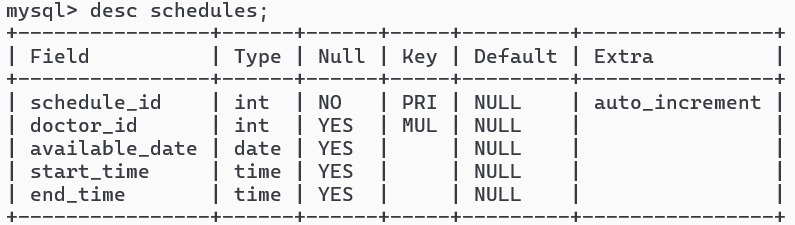 mysql> desc schedules;
+----------------+------+------+-----+---------+----------------+
| Field          | Type | Null | Key | Default | Extra          |
+----------------+------+------+-----+---------+----------------+
| schedule_id    | int  | NO   | PRI | NULL    | auto_increment |
| doctor_id      | int  | YES  | MUL | NULL    |                |
| available_date | date | YES  |     | NULL    |                |
| start_time     | time | YES  |     | NULL    |                |
| end_time       | time | YES  |     | NULL    |                |
+----------------+------+------+-----+---------+----------------+